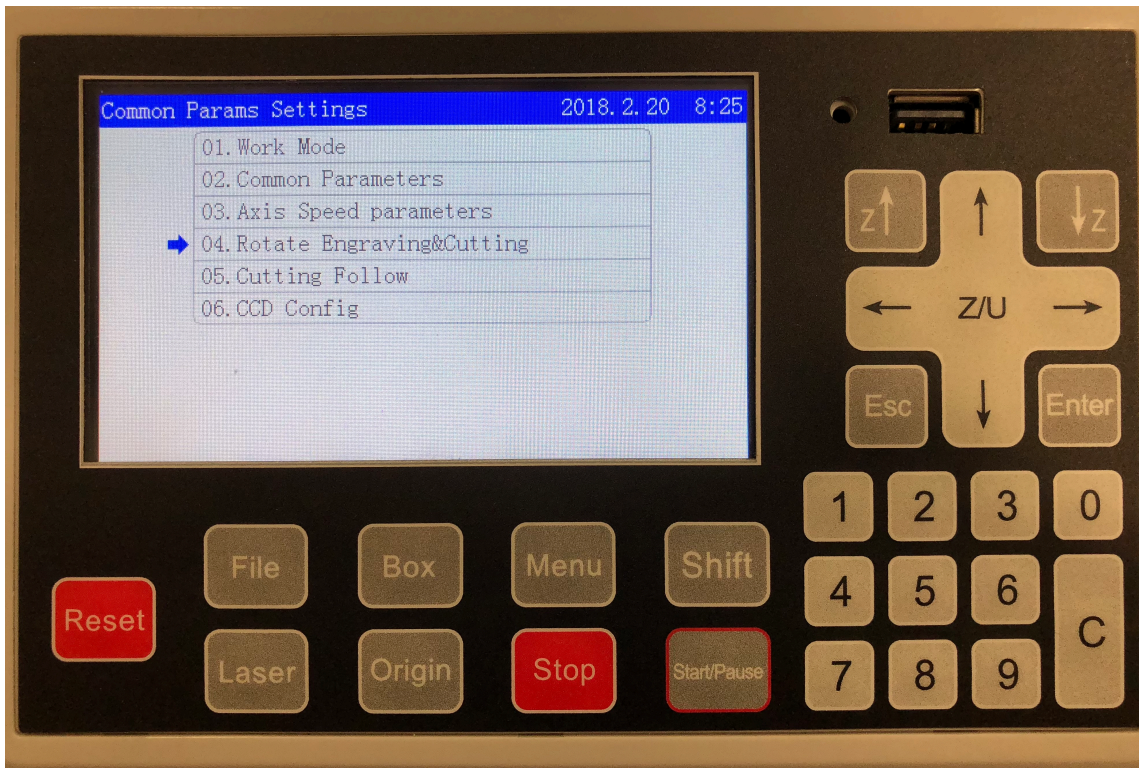 Common Params Settings 2018.2.20 8:25
01.Work Mode
02.Common Parameters
03.Axis Speed parameters
04.Rotate Engraving&Cutting
05.Cutting Follow
06.CCD Config
Z↑ ↑ ↓Z
← Z/U →
Esc ↓ Enter
1 2 3 0
File Box Menu Shift
4 5 6
Reset
C
Laser Origin Stop Start/Pause
7 8 9